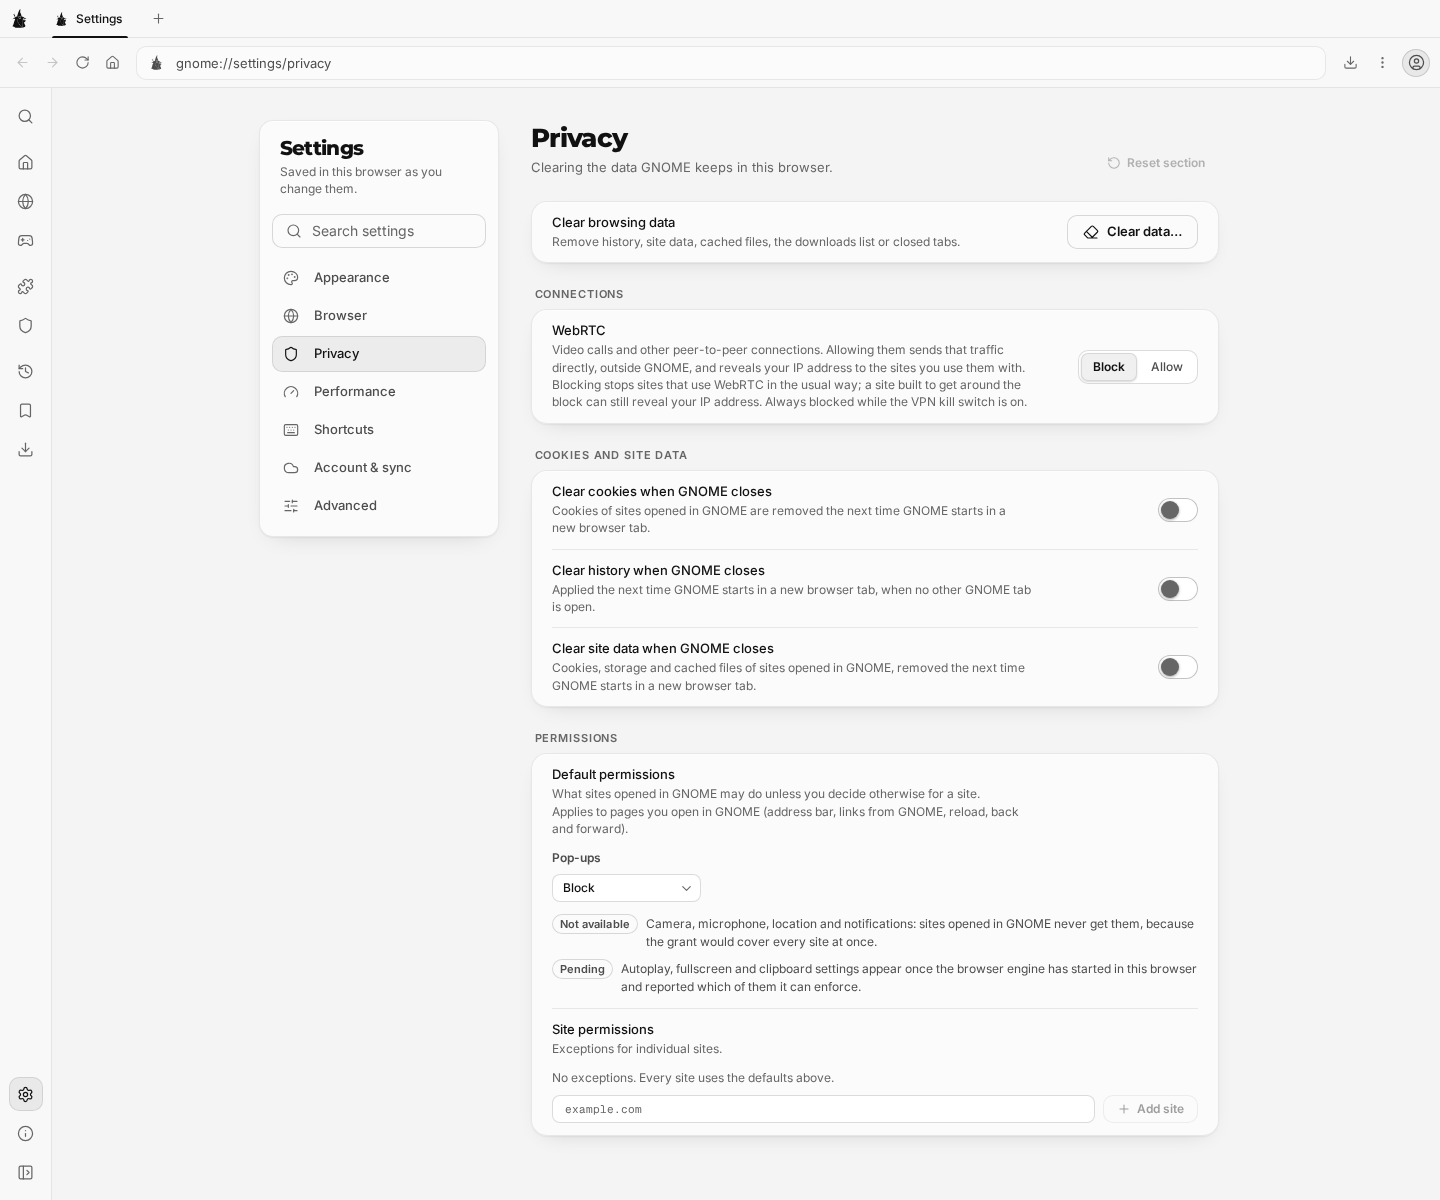 Settings
gnome://settings/privacy
Settings
Saved in this browser as you
change them.
Search settings
Appearance
Browser
Privacy
Performance
Shortcuts
Account & sync
Advanced
Privacy
Clearing the data GNOME keeps in this browser.
Reset section
Clear browsing data
Remove history, site data, cached files, the downloads list or closed tabs.
Clear data...
CONNECTIONS
WebRTC
Video calls and other peer-to-peer connections. Allowing them sends that traffic
directly, outside GNOME, and reveals your IP address to the sites you use them with.
Blocking stops sites that use WebRTC in the usual way; a site built to get around the
block can still reveal your IP address. Always blocked while the VPN kill switch is on.
Block
Allow
COOKIES AND SITE DATA
Clear cookies when GNOME closes
Cookies of sites opened in GNOME are removed the next time GNOME starts in a
new browser tab.
Clear history when GNOME closes
Applied the next time GNOME starts in a new browser tab, when no other GNOME tab
is open.
Clear site data when GNOME closes
Cookies, storage and cached files of sites opened in GNOME, removed the next time
GNOME starts in a new browser tab.
PERMISSIONS
Default permissions
What sites opened in GNOME may do unless you decide otherwise for a site.
Applies to pages you open in GNOME (address bar, links from GNOME, reload, back
and forward).
Pop-ups
Block
Not available
Camera, microphone, location and notifications: sites opened in GNOME never get them, because
the grant would cover every site at once.
Pending
Autoplay, fullscreen and clipboard settings appear once the browser engine has started in this browser
and reported which of them it can enforce.
Site permissions
Exceptions for individual sites.
No exceptions. Every site uses the defaults above.
example.com
Add site